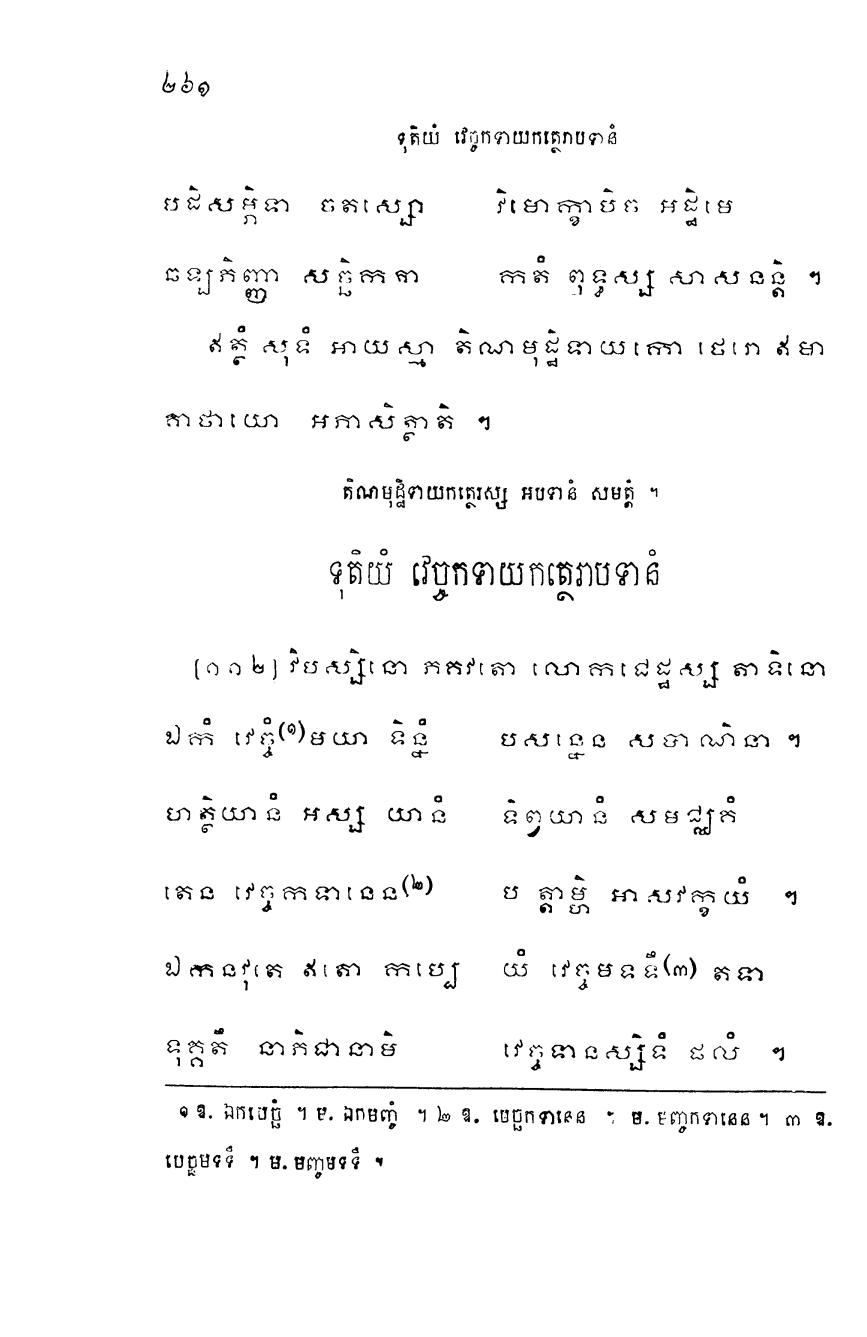 ២៦១
ទុតិយំ វេច្ចកទាយកត្ថេរាបទានំ
បដិសម្ភិទា ចតស្សោ វិមោក្ខាបិច អដ្ឋិមេ
ឆឡភិញ្ញា សច្ឆិកតា កតំ ពុទ្ធស្ស សាសនន្តិ ។
ឥត្ថំ សុទំ អាយស្មា តិណមុដ្ឋិទាយកោ ថេរោ ឥមា
គាថាយោ អភាសិត្ថាតិ ។
តិណមុដ្ឋិទាយកត្ថេរស្ស អបទានំ សមត្តំ ។
ទុតិយំ វេច្ចកទាយកត្ថេរាបទានំ
[១១២] វិបស្សិនោ ភគវតោ លោកជេដ្ឋស្ស តាទិនោ
ឯកំ វេច្ចំ(១)មយា ទិន្នំ បសន្នេន សបាណិនា ។
ហត្ថិយានំ អស្ស យានំ ទិព្វយានំ សមជ្ឈគំ
តេន វេច្ចកទានេន(២) ប ត្តាម្ហិ អាសវក្ខយំ ។
ឯកនវុតេ ឥតោ កប្បេ យំ វេច្ចមទទឹ(៣) តទា
ទុគ្គតឹ នាភិជានាមិ វេច្ចទានស្សិទំ ផលំ ។
១ ឱ. ឯកបេច្ឆំ ។ ម. ឯកមញ្ចំ ។ ២ ឱ. បេច្ឆកទានេន ។ ម. មញ្ចកទានេន ។ ៣ ឱ.
បេច្ឆមទទឹ ។ ម. មញ្ចមទទឹ ។